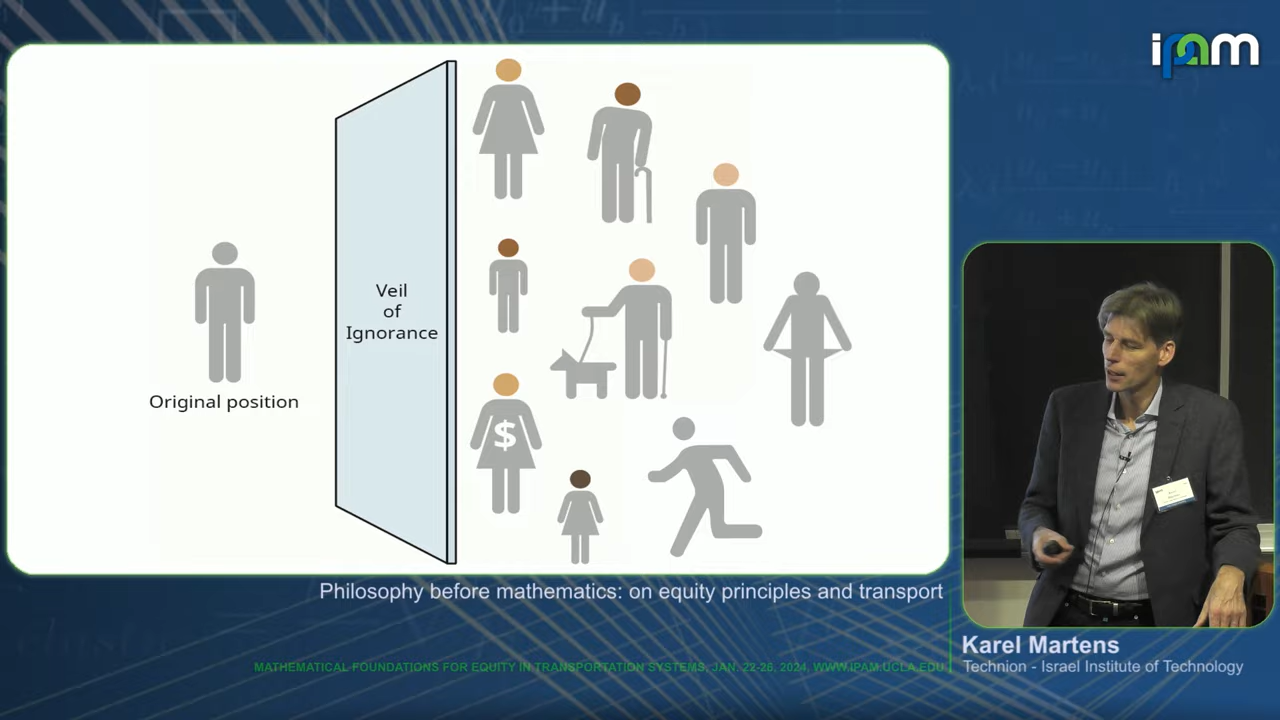 ipam
Veil
of
Ignorance
Original position
$
Philosophy before mathematics: on equity principles and transport
Karel Martens
Technion - Israel Institute of Technology
MATHEMATICAL FOUNDATIONS FOR EQUITY IN TRANSPORTATION SYSTEMS, JAN. 22-26, 2024, WWW.IPAM.UCLA.EDU